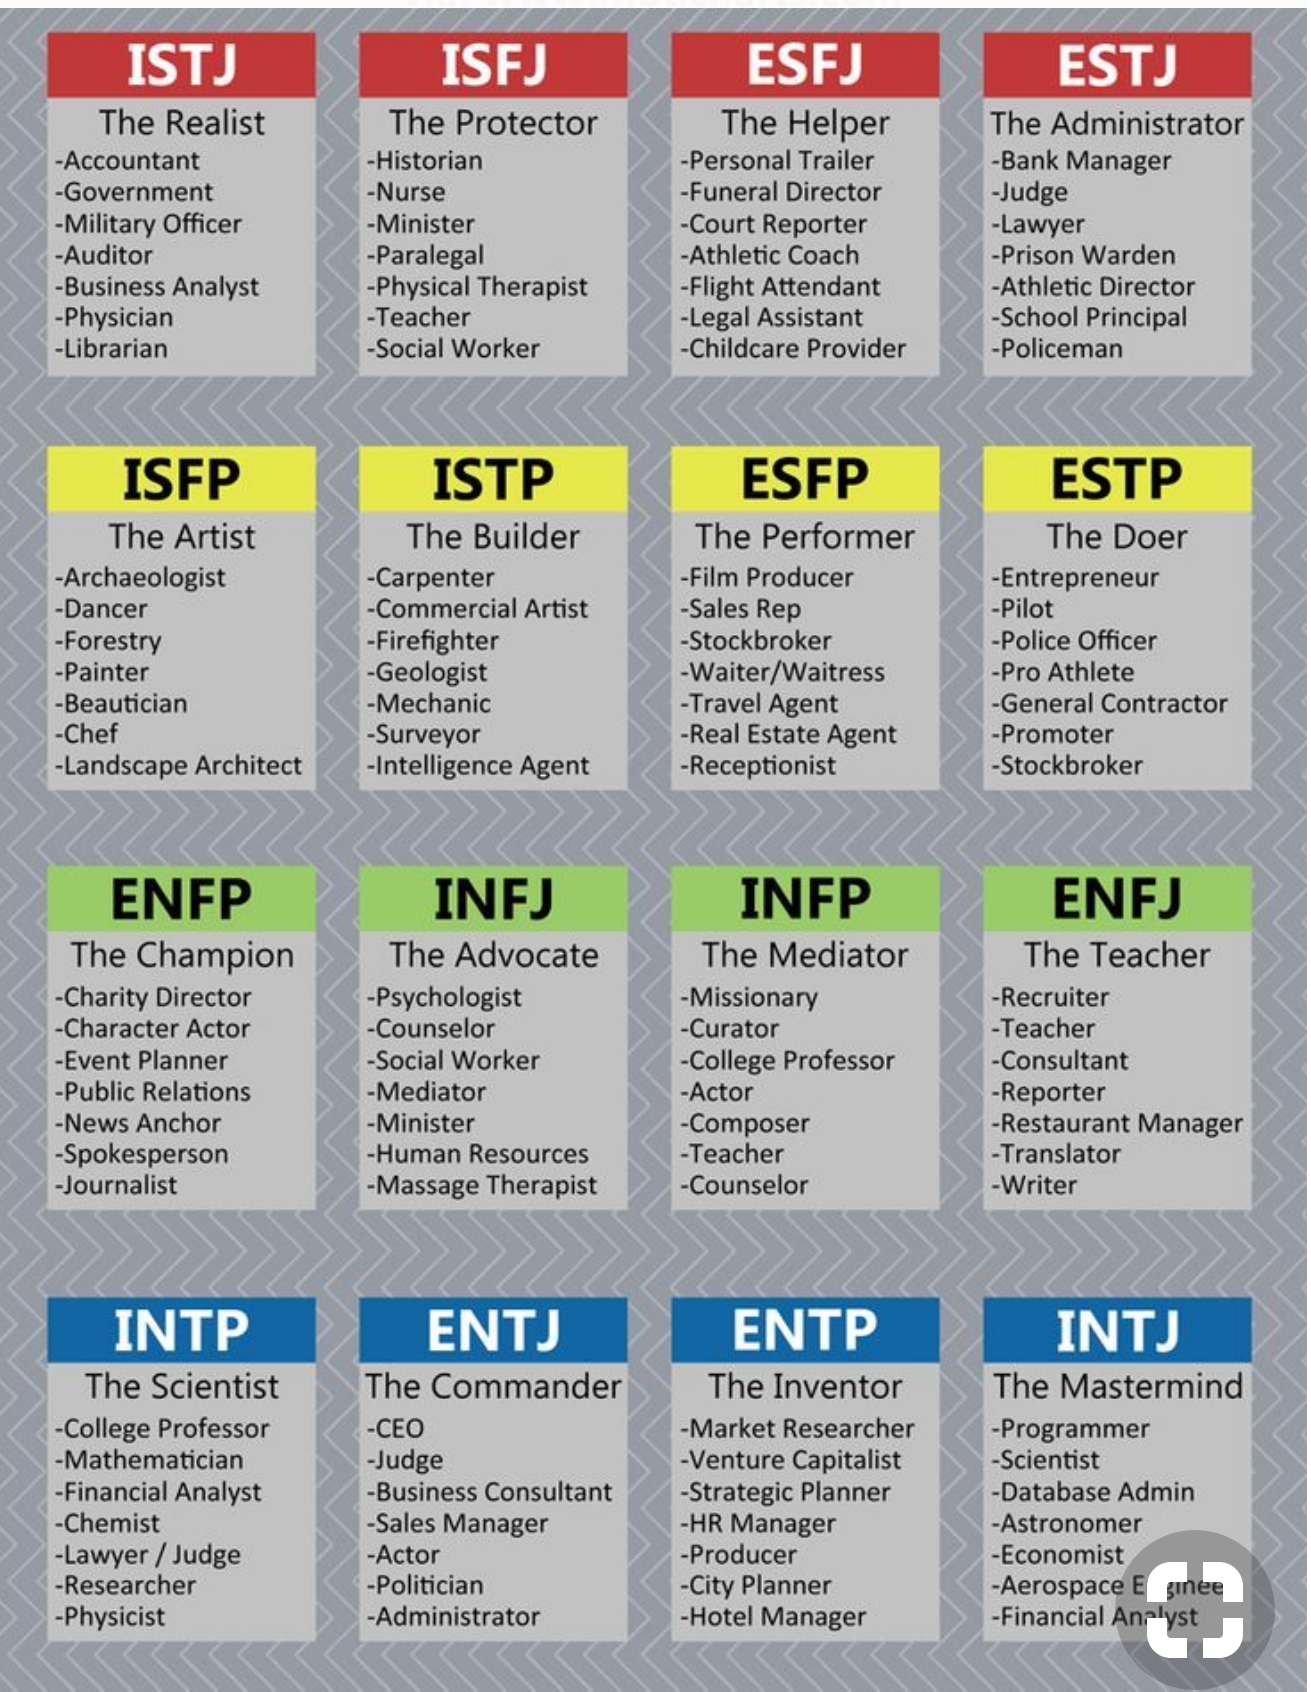 ISTJ
The Realist
-Accountant
-Government
-Military Officer
-Auditor
-Business Analyst
-Physician
-Librarian
ISFJ
The Protector
-Historian
-Nurse
-Minister
-Paralegal
-Physical Therapist
-Teacher
-Social Worker
ESFJ
The Helper
-Personal Trailer
-Funeral Director
-Court Reporter
-Athletic Coach
-Flight Attendant
-Legal Assistant
-Childcare Provider
ESTJ
The Administrator
-Bank Manager
-Judge
-Lawyer
-Prison Warden
-Athletic Director
-School Principal
-Policeman
ISFP
The Artist
-Archaeologist
-Dancer
-Forestry
-Painter
-Beautician
-Chef
-Landscape Architect
ISTP
The Builder
-Carpenter
-Commercial Artist
-Firefighter
-Geologist
-Mechanic
-Surveyor
-Intelligence Agent
ESFP
The Performer
-Film Producer
-Sales Rep
-Stockbroker
-Waiter/Waitress
-Travel Agent
-Real Estate Agent
-Receptionist
ESTP
The Doer
-Entrepreneur
-Pilot
-Police Officer
-Pro Athlete
-General Contractor
-Promoter
-Stockbroker
ENFP
The Champion
-Charity Director
-Character Actor
-Event Planner
-Public Relations
-News Anchor
-Spokesperson
-Journalist
INFJ
The Advocate
-Psychologist
-Counselor
-Social Worker
-Mediator
-Minister
-Human Resources
-Massage Therapist
INFP
The Mediator
-Missionary
-Curator
-College Professor
-Actor
-Composer
-Teacher
-Counselor
ENFJ
The Teacher
-Recruiter
-Teacher
-Consultant
-Reporter
-Restaurant Manager
-Translator
-Writer
INTP
The Scientist
-College Professor
-Mathematician
-Financial Analyst
-Chemist
-Lawyer / Judge
-Researcher
-Physicist
ENTJ
The Commander
-CEO
-Judge
-Business Consultant
-Sales Manager
-Actor
-Politician
-Administrator
ENTP
The Inventor
-Market Researcher
-Venture Capitalist
-Strategic Planner
-HR Manager
-Producer
-City Planner
-Hotel Manager
INTJ
The Mastermind
-Programmer
-Scientist
-Database Admin
-Astronomer
-Economist
-Aerospace
-Financial Analyst